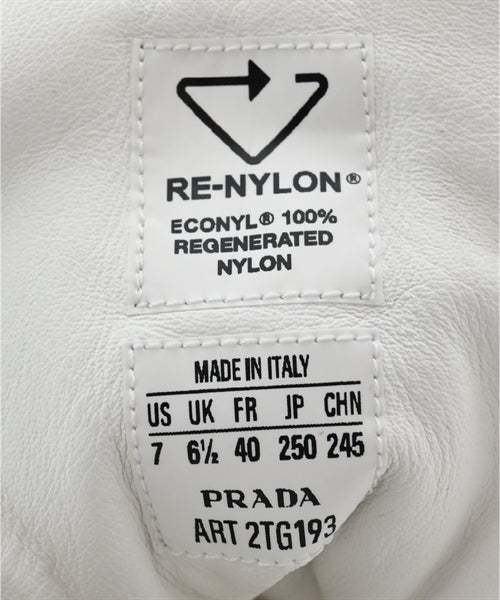 RE-NYLON®
ECONYL® 100%
REGENERATED
NYLON
MADE IN ITALY
US UK FR JP CHN
7 6½ 40 250 245
PRADA
ART 2TG193